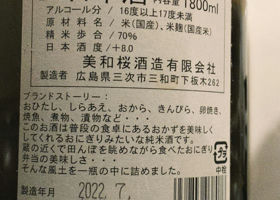 内容量 1800ml
アルコール分 / 16度以上17度未満
原材料名 / 米(国産)、米麹(国産米)
精米歩合 / 70%
日本酒度 / +8.0
美和桜酒造有限会社
製造者 広島県三次市三和町下板木262
ブランドストーリー:
おひたし、しらあえ、おから、きんぴら、卵焼き、
焼魚、煮物、漬物など・・・
このお酒は普段の食卓にあるおかずを美味しく
してくれるおにぎりみたいな純米酒です。
蔵の近くで田んぼを眺めながら食べたおにぎり
弁当の美味しさ・・・
そんな風土を一瓶の中に詰めました。
製造年月 2022.7
中栓